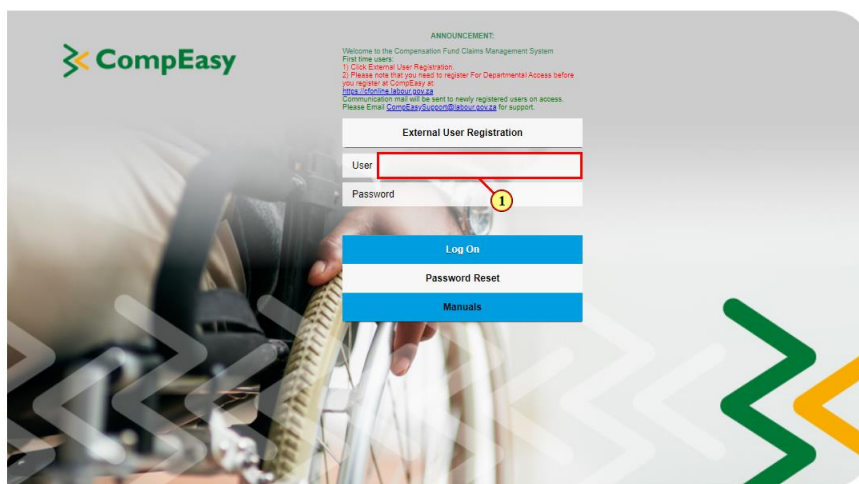 CompEasy
ANNOUNCEMENT:
Welcome to the Compensation Fund Claims Management System
First time users:
1) Click External User Registration.
2) Please note that you need to register For Departmental Access before
you register at CompEasy at:
https://cfonline.labour.gov.za
Communication mail will be sent to newly registered users on access.
Please Email CompEasySupport@labour.gov.za for support.
External User Registration
User
Password
1
Log On
Password Reset
Manuals